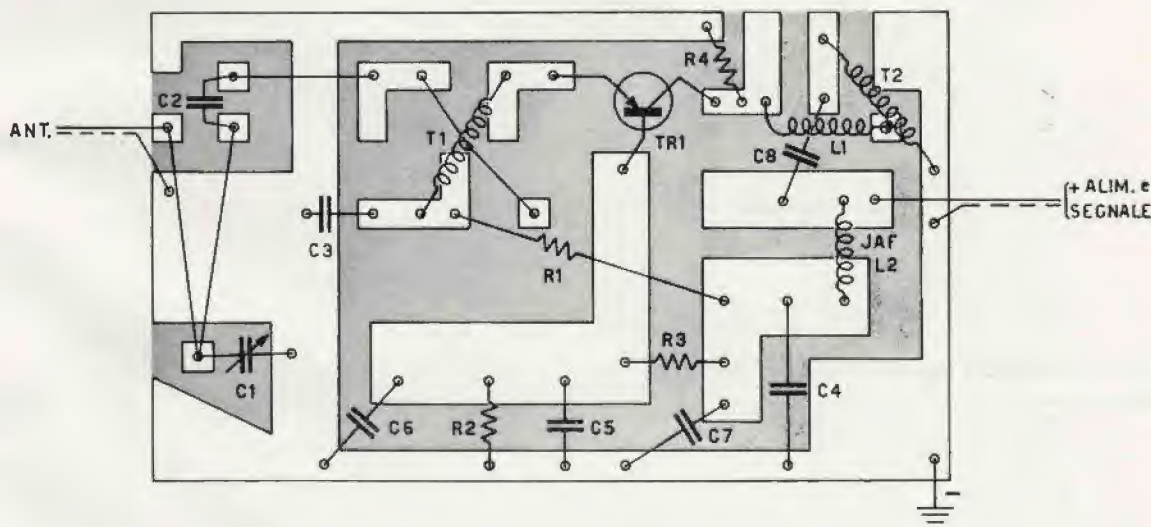 R4
T2
C2
ANT.
T1
TR1
C8
L1
+ ALIM. e
SEGNALE
C3
R1
JAF
L2
R3
C1
C6
R2
C5
C7
C4
-